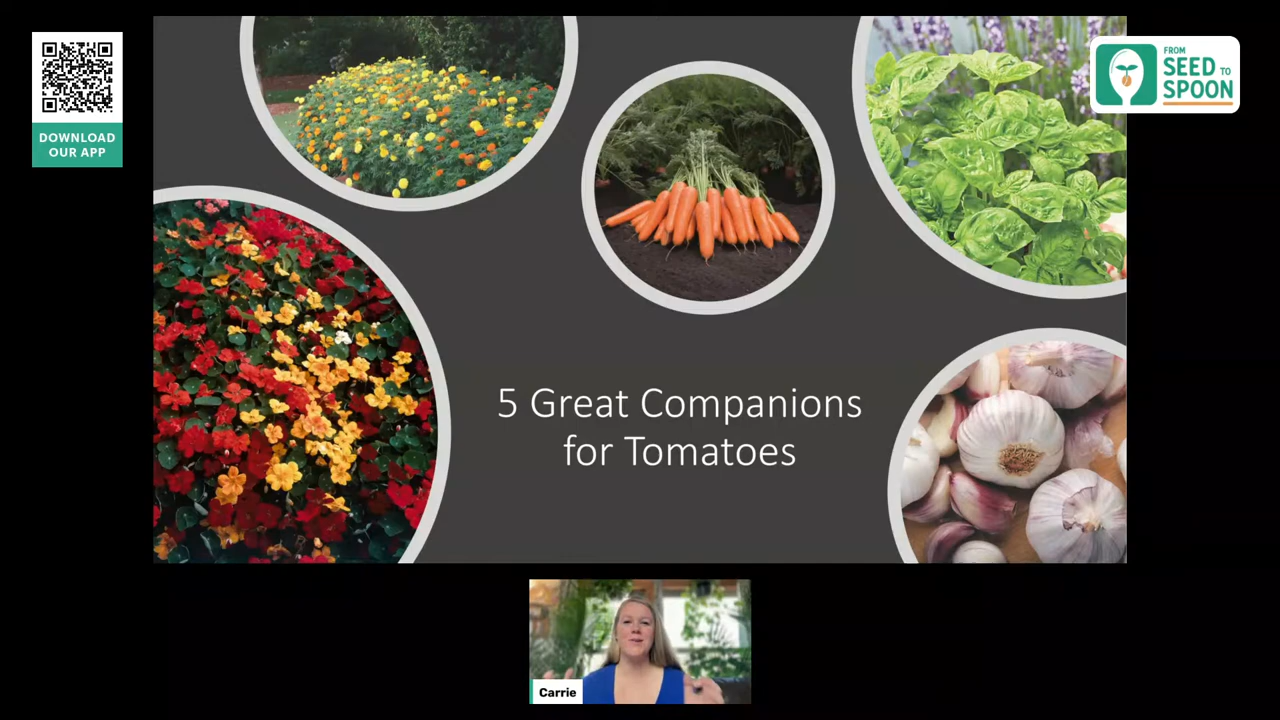 DOWNLOAD
OUR APP
FROM
SEED TO
SPOON
5 Great Companions
for Tomatoes
Carrie